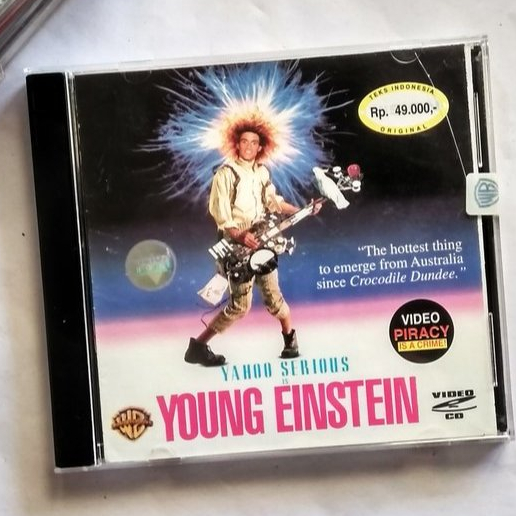 TEKS: INDONESIA
Rp. 49.000,-
ORIGINAL
"The hottest thing
to emerge from Australia
since Crocodile Dundee."
VIDEO
PIRACY
IS A CRIME!
YAHOO SERIOUS
IS
YOUNG EINSTEIN
VIDEO
CD